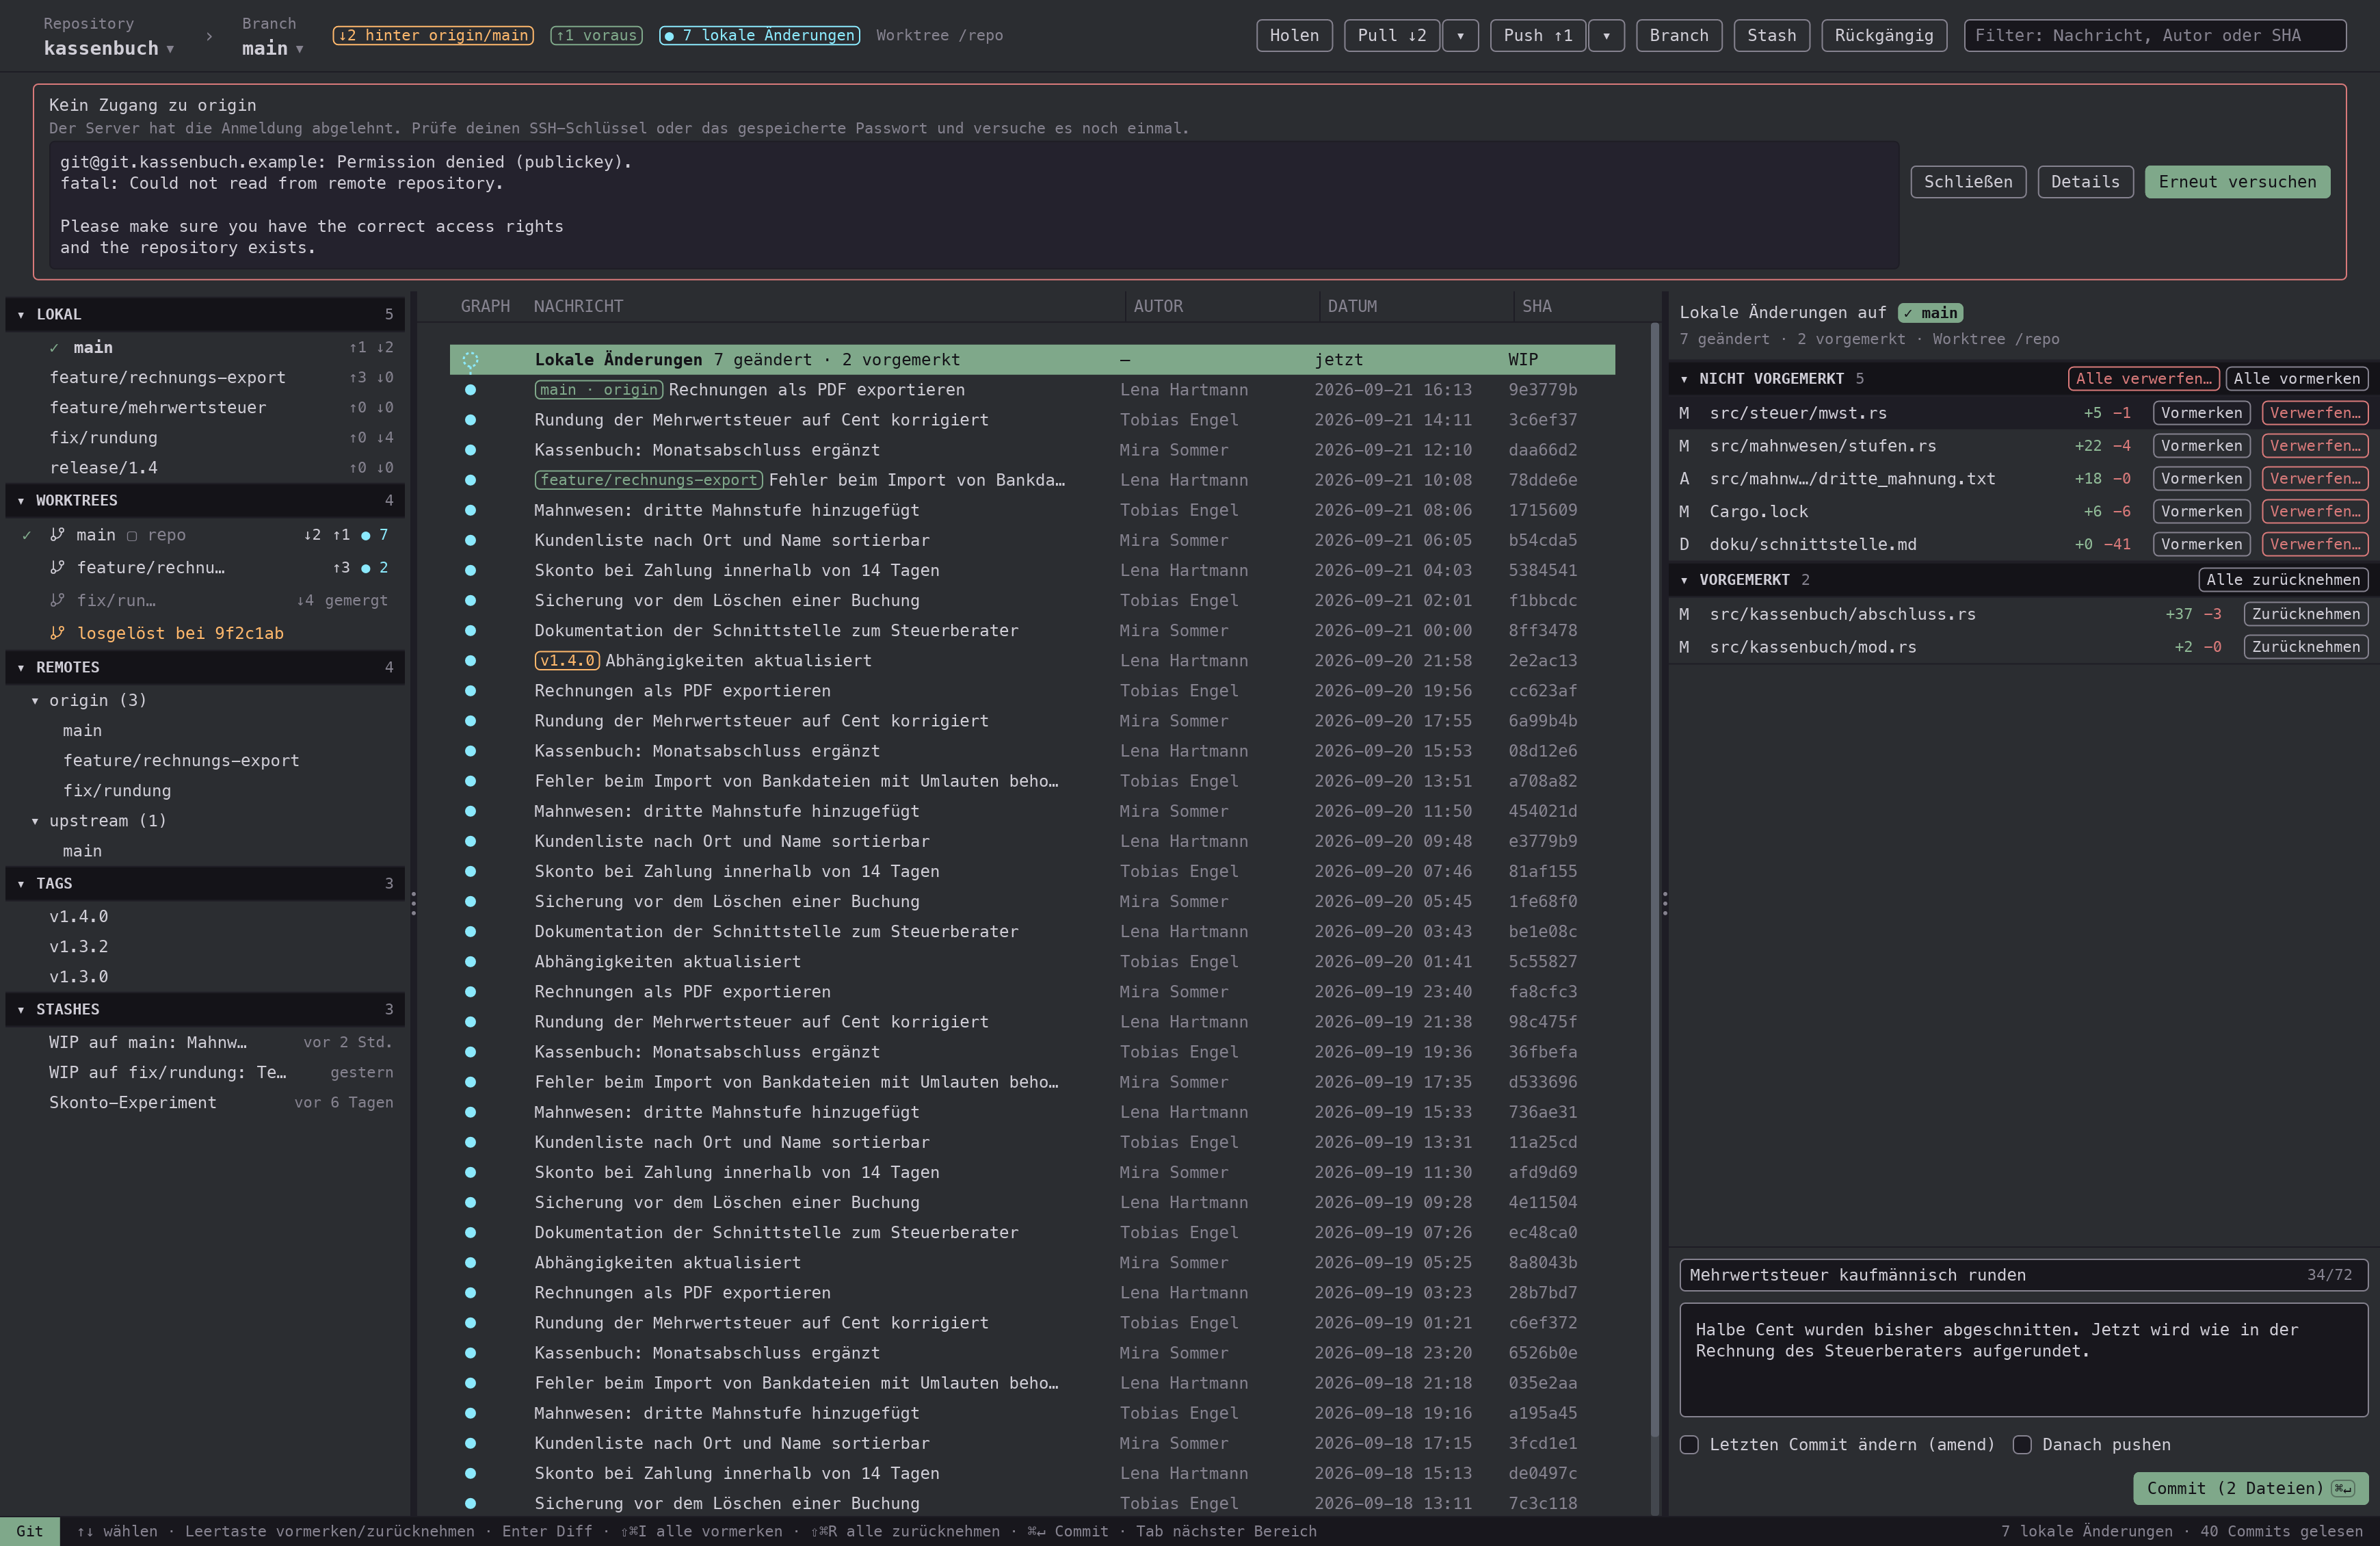 Repository
kassenbuch ▾
›
Branch
main ▾
↓2 hinter origin/main ↑1 voraus ● 7 lokale Änderungen Worktree /repo
Holen Pull ↓2 ▾ Push ↑1 ▾ Branch Stash Rückgängig Filter: Nachricht, Autor oder SHA
Kein Zugang zu origin
Der Server hat die Anmeldung abgelehnt. Prüfe deinen SSH-Schlüssel oder das gespeicherte Passwort und versuche es noch einmal.
git@git.kassenbuch.example: Permission denied (publickey).
fatal: Could not read from remote repository.
Please make sure you have the correct access rights
and the repository exists.
Schließen Details Erneut versuchen
▾ LOKAL 5
✓ main ↑1 ↓2
feature/rechnungs-export ↑3 ↓0
feature/mehrwertsteuer ↑0 ↓0
fix/rundung ↑0 ↓4
release/1.4 ↑0 ↓0
▾ WORKTREES 4
✓ main ▢ repo ↓2 ↑1 ● 7
feature/rechnu… ↑3 ● 2
fix/run… ↓4 gemergt
losgelöst bei 9f2c1ab
▾ REMOTES 4
▾ origin (3)
main
feature/rechnungs-export
fix/rundung
▾ upstream (1)
main
▾ TAGS 3
v1.4.0
v1.3.2
v1.3.0
▾ STASHES 3
WIP auf main: Mahnw… vor 2 Std.
WIP auf fix/rundung: Te… gestern
Skonto-Experiment vor 6 Tagen
GRAPH NACHRICHT AUTOR DATUM SHA
Lokale Änderungen 7 geändert · 2 vorgemerkt — jetzt WIP
main · origin Rechnungen als PDF exportieren Lena Hartmann 2026-09-21 16:13 9e3779b
Rundung der Mehrwertsteuer auf Cent korrigiert Tobias Engel 2026-09-21 14:11 3c6ef37
Kassenbuch: Monatsabschluss ergänzt Mira Sommer 2026-09-21 12:10 daa66d2
feature/rechnungs-export Fehler beim Import von Bankda… Lena Hartmann 2026-09-21 10:08 78dde6e
Mahnwesen: dritte Mahnstufe hinzugefügt Tobias Engel 2026-09-21 08:06 1715609
Kundenliste nach Ort und Name sortierbar Mira Sommer 2026-09-21 06:05 b54cda5
Skonto bei Zahlung innerhalb von 14 Tagen Lena Hartmann 2026-09-21 04:03 5384541
Sicherung vor dem Löschen einer Buchung Tobias Engel 2026-09-21 02:01 f1bbcdc
Dokumentation der Schnittstelle zum Steuerberater Mira Sommer 2026-09-21 00:00 8ff3478
v1.4.0 Abhängigkeiten aktualisiert Lena Hartmann 2026-09-20 21:58 2e2ac13
Rechnungen als PDF exportieren Tobias Engel 2026-09-20 19:56 cc623af
Rundung der Mehrwertsteuer auf Cent korrigiert Mira Sommer 2026-09-20 17:55 6a99b4b
Kassenbuch: Monatsabschluss ergänzt Lena Hartmann 2026-09-20 15:53 08d12e6
Fehler beim Import von Bankdateien mit Umlauten beho… Tobias Engel 2026-09-20 13:51 a708a82
Mahnwesen: dritte Mahnstufe hinzugefügt Mira Sommer 2026-09-20 11:50 454021d
Kundenliste nach Ort und Name sortierbar Lena Hartmann 2026-09-20 09:48 e3779b9
Skonto bei Zahlung innerhalb von 14 Tagen Tobias Engel 2026-09-20 07:46 81af155
Sicherung vor dem Löschen einer Buchung Mira Sommer 2026-09-20 05:45 1fe68f0
Dokumentation der Schnittstelle zum Steuerberater Lena Hartmann 2026-09-20 03:43 be1e08c
Abhängigkeiten aktualisiert Tobias Engel 2026-09-20 01:41 5c55827
Rechnungen als PDF exportieren Mira Sommer 2026-09-19 23:40 fa8cfc3
Rundung der Mehrwertsteuer auf Cent korrigiert Lena Hartmann 2026-09-19 21:38 98c475f
Kassenbuch: Monatsabschluss ergänzt Tobias Engel 2026-09-19 19:36 36fbefa
Fehler beim Import von Bankdateien mit Umlauten beho… Mira Sommer 2026-09-19 17:35 d533696
Mahnwesen: dritte Mahnstufe hinzugefügt Lena Hartmann 2026-09-19 15:33 736ae31
Kundenliste nach Ort und Name sortierbar Tobias Engel 2026-09-19 13:31 11a25cd
Skonto bei Zahlung innerhalb von 14 Tagen Mira Sommer 2026-09-19 11:30 afd9d69
Sicherung vor dem Löschen einer Buchung Lena Hartmann 2026-09-19 09:28 4e11504
Dokumentation der Schnittstelle zum Steuerberater Tobias Engel 2026-09-19 07:26 ec48ca0
Abhängigkeiten aktualisiert Mira Sommer 2026-09-19 05:25 8a8043b
Rechnungen als PDF exportieren Lena Hartmann 2026-09-19 03:23 28b7bd7
Rundung der Mehrwertsteuer auf Cent korrigiert Tobias Engel 2026-09-19 01:21 c6ef372
Kassenbuch: Monatsabschluss ergänzt Mira Sommer 2026-09-18 23:20 6526b0e
Fehler beim Import von Bankdateien mit Umlauten beho… Lena Hartmann 2026-09-18 21:18 035e2aa
Mahnwesen: dritte Mahnstufe hinzugefügt Tobias Engel 2026-09-18 19:16 a195a45
Kundenliste nach Ort und Name sortierbar Mira Sommer 2026-09-18 17:15 3fcd1e1
Skonto bei Zahlung innerhalb von 14 Tagen Lena Hartmann 2026-09-18 15:13 de0497c
Sicherung vor dem Löschen einer Buchung Tobias Engel 2026-09-18 13:11 7c3c118
Lokale Änderungen auf ✓ main
7 geändert · 2 vorgemerkt · Worktree /repo
▾ NICHT VORGEMERKT 5 Alle verwerfen… Alle vormerken
M src/steuer/mwst.rs +5 −1 Vormerken Verwerfen…
M src/mahnwesen/stufen.rs +22 −4 Vormerken Verwerfen…
A src/mahnw…/dritte_mahnung.txt +18 −0 Vormerken Verwerfen…
M Cargo.lock +6 −6 Vormerken Verwerfen…
D doku/schnittstelle.md +0 −41 Vormerken Verwerfen…
▾ VORGEMERKT 2 Alle zurücknehmen
M src/kassenbuch/abschluss.rs +37 −3 Zurücknehmen
M src/kassenbuch/mod.rs +2 −0 Zurücknehmen
Mehrwertsteuer kaufmännisch runden 34/72
Halbe Cent wurden bisher abgeschnitten. Jetzt wird wie in der
Rechnung des Steuerberaters aufgerundet.
Letzten Commit ändern (amend) Danach pushen
Commit (2 Dateien) ⌘↵
Git ↑↓ wählen · Leertaste vormerken/zurücknehmen · Enter Diff · ⇧⌘I alle vormerken · ⇧⌘R alle zurücknehmen · ⌘↵ Commit · Tab nächster Bereich
7 lokale Änderungen · 40 Commits gelesen